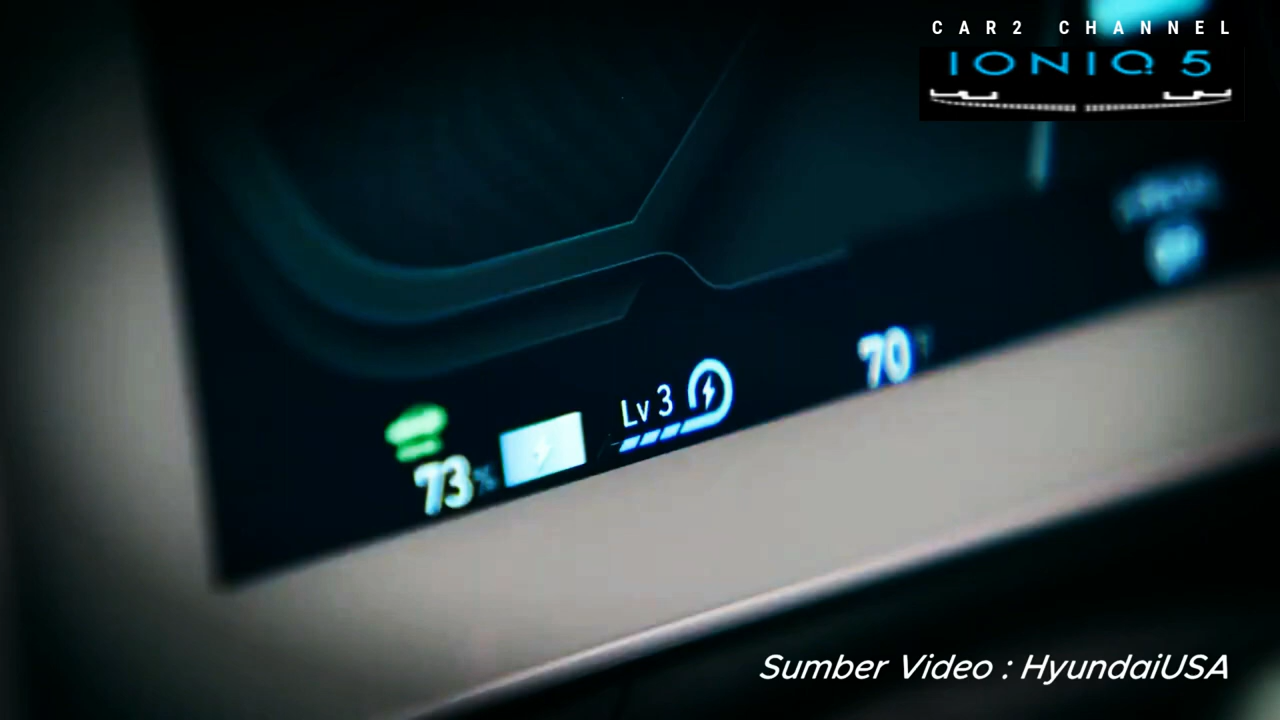 CAR2 CHANNEL
IONIQ 5
Lv 3
70
73 %
Sumber Video : HyundaiUSA